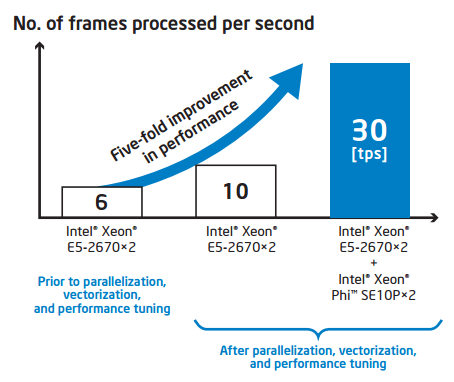 No. of frames processed per second
Five-fold improvement
in performance
6
10
30
[tps]
Intel® Xeon®
E5-2670×2
Intel® Xeon®
E5-2670×2
Intel® Xeon®
E5-2670×2
+
Intel® Xeon®
Phi™ SE10P×2
Prior to parallelization,
vectorization,
and performance tuning
After parallelization, vectorization,
and performance tuning